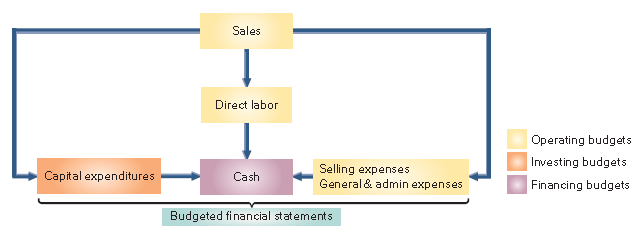 Sales
Direct labor
Capital expenditures
Cash
Selling expenses
General & admin expenses
Budgeted financial statements
Operating budgets
Investing budgets
Financing budgets